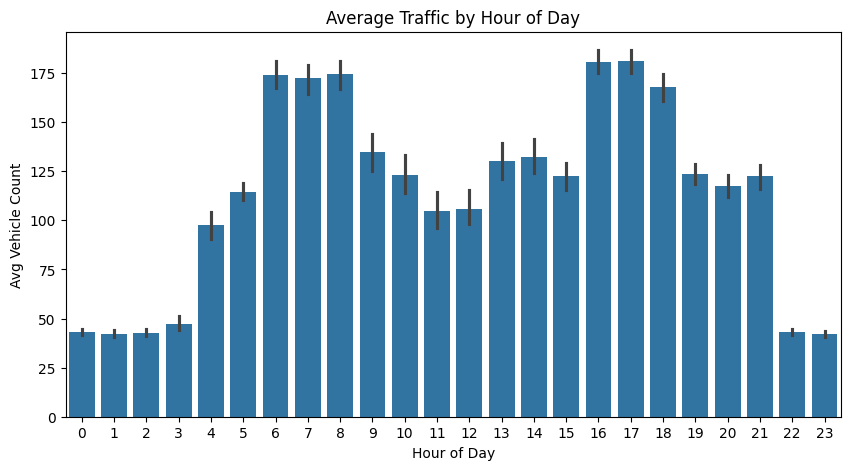 Average Traffic by Hour of Day
Avg Vehicle Count
175
150
125
100
75
50
25
0
0 1 2 3 4 5 6 7 8 9 10 11 12 13 14 15 16 17 18 19 20 21 22 23
Hour of Day